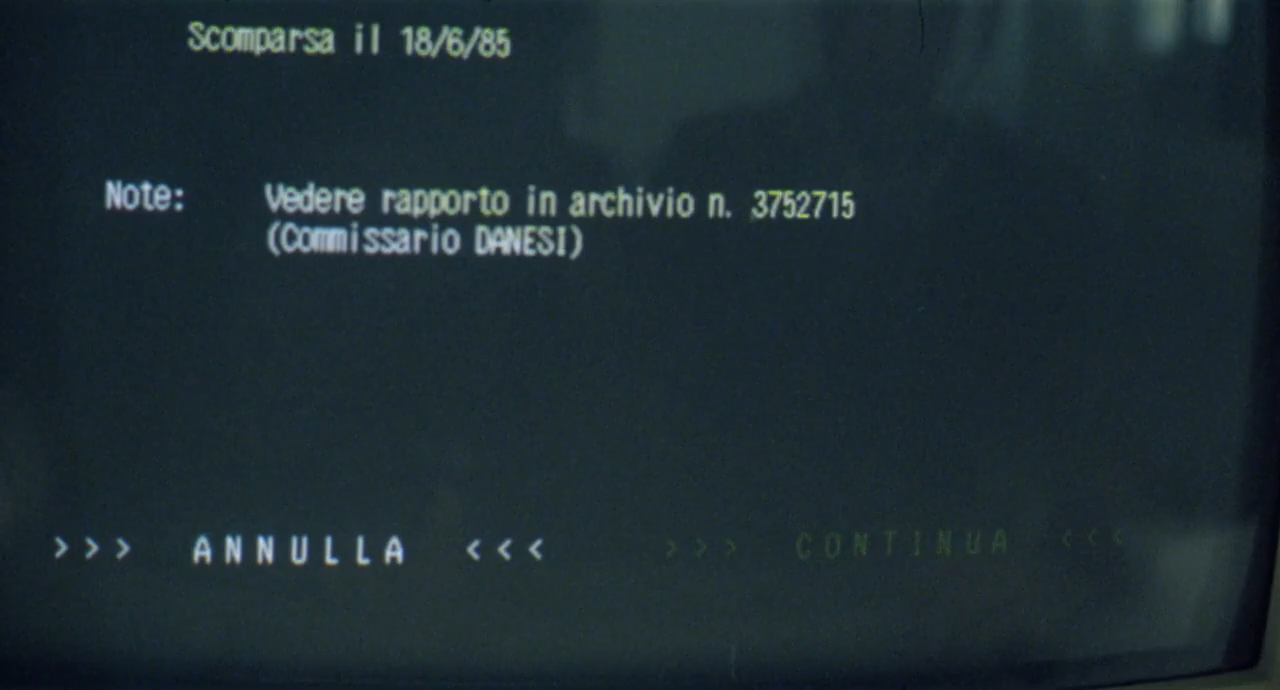 Scomparsa il 18/6/85
Note: Vedere rapporto in archivio n. 3752715
(Commissario DANESI)
>>> ANNULLA <<< >>> CONTINUA <<<